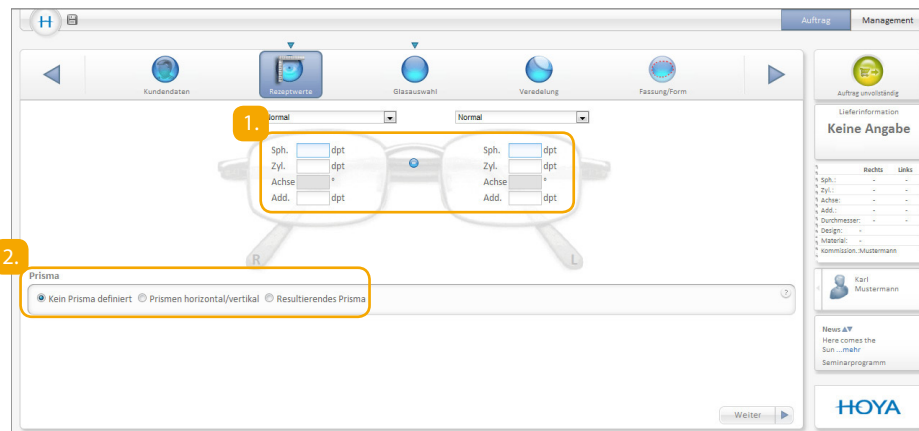 H
Auftrag Management
Kundendaten Rezeptwerte Glasauswahl Veredelung Fassung/Form
Auftrag unvollständig
Lieferinformation
Keine Angabe
1.
Normal Normal
Sph. dpt Sph. dpt
Zyl. dpt Zyl. dpt
Achse ° Achse °
Add. dpt Add. dpt
R L
Rechts Links
Sph.: - -
Zyl.: - -
Achse: - -
Add.: - -
Durchmesser: - -
Design: -
Material: -
Kommission.:Mustermann
2.
Prisma
Kein Prisma definiert Prismen horizontal/vertikal Resultierendes Prisma ?
Karl
Mustermann
News
Here comes the
Sun ...mehr
Seminarprogramm
Weiter
HOYA